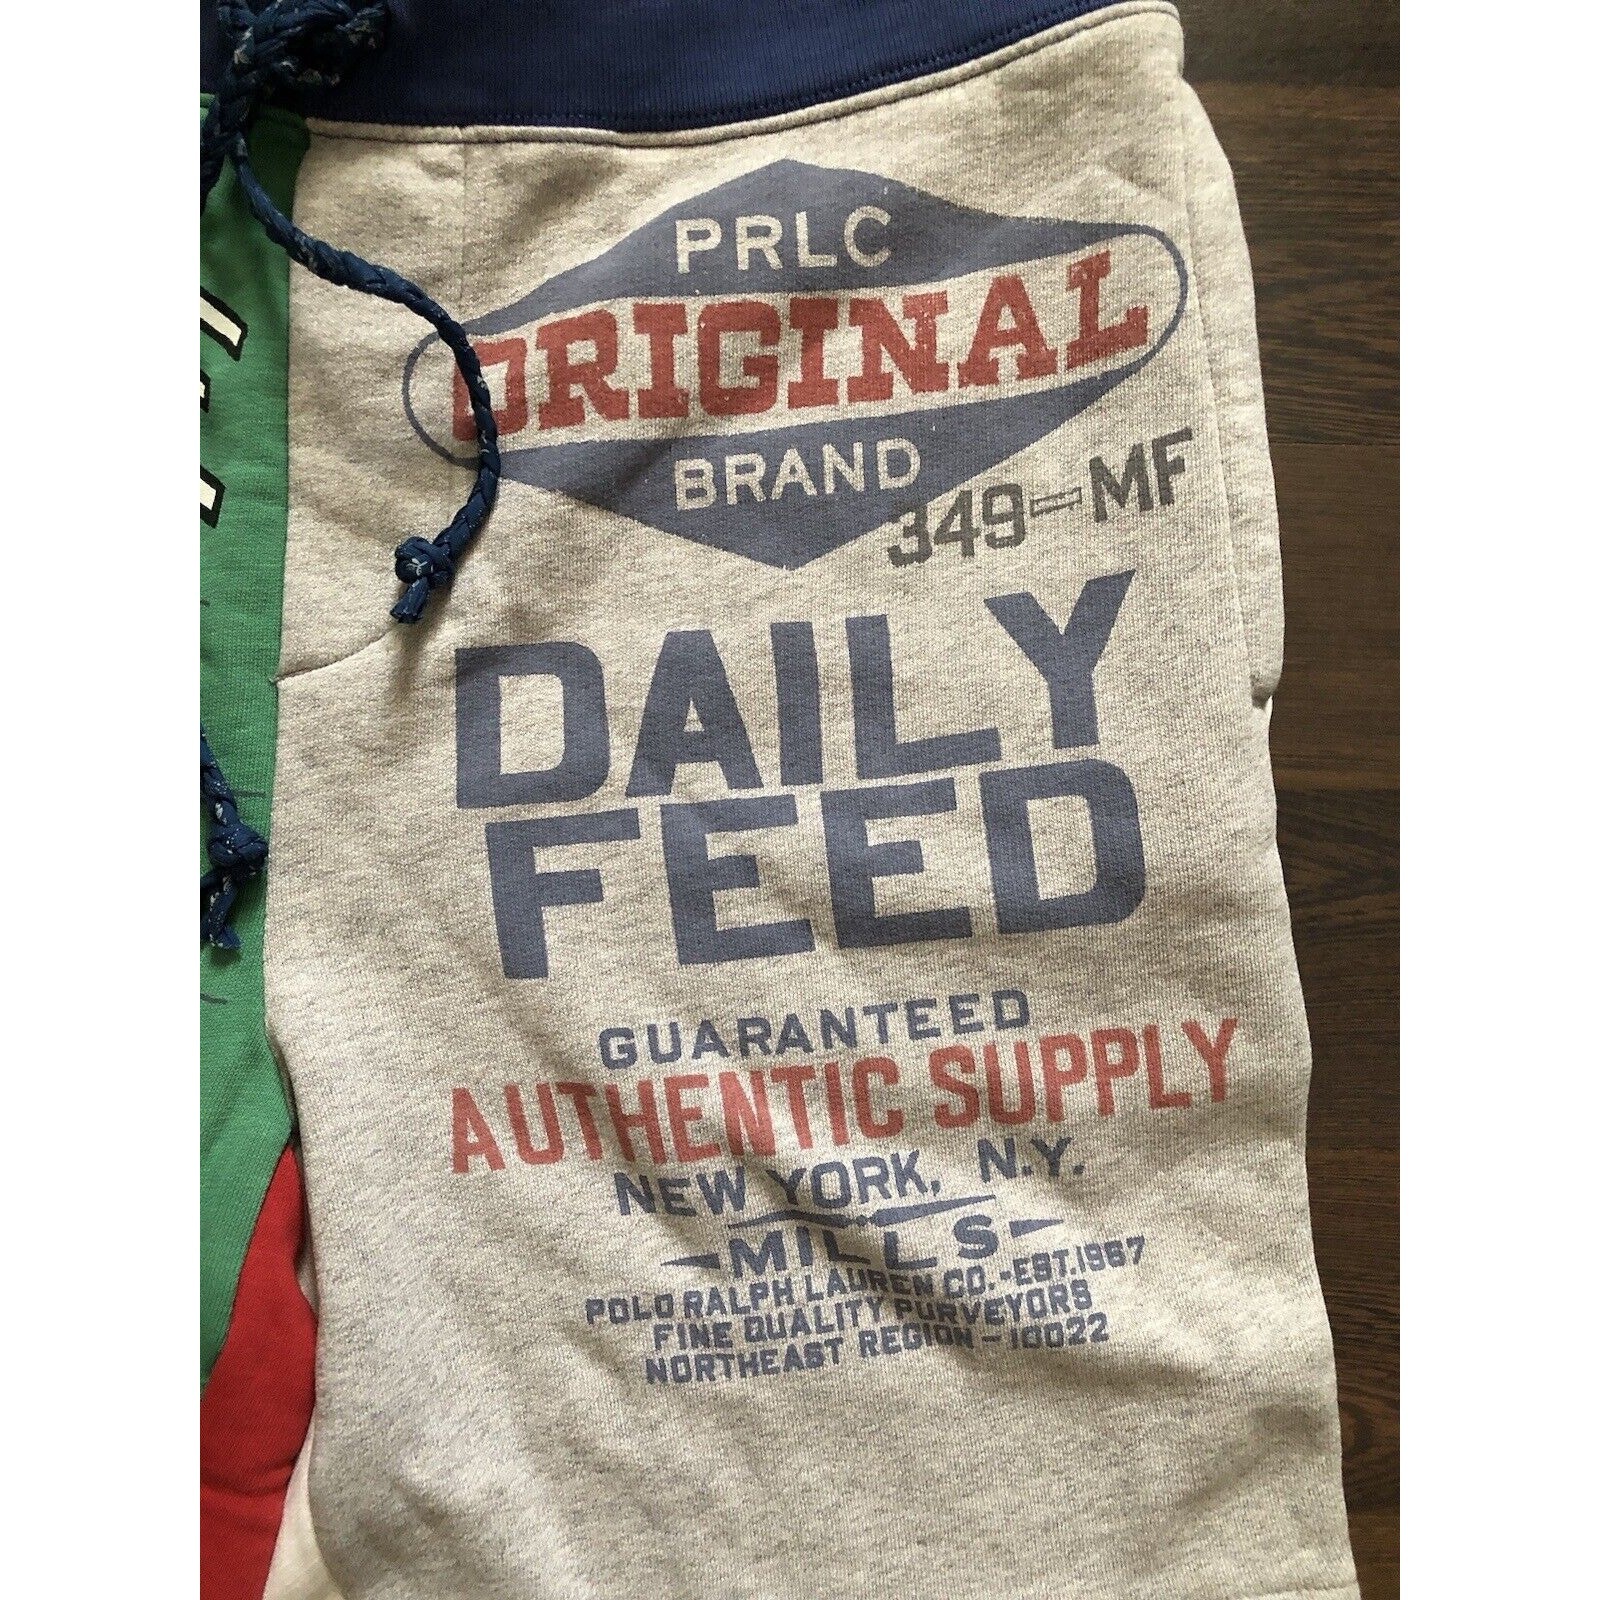 PRLC
ORIGINAL
BRAND
349=MF
DAILY
FEED
GUARANTEED
AUTHENTIC SUPPLY
NEW YORK, N.Y.
MILLS
POLO RALPH LAUREN CO.-EST.1967
FINE QUALITY PURVEYORS
NORTHEAST REGION - 10022